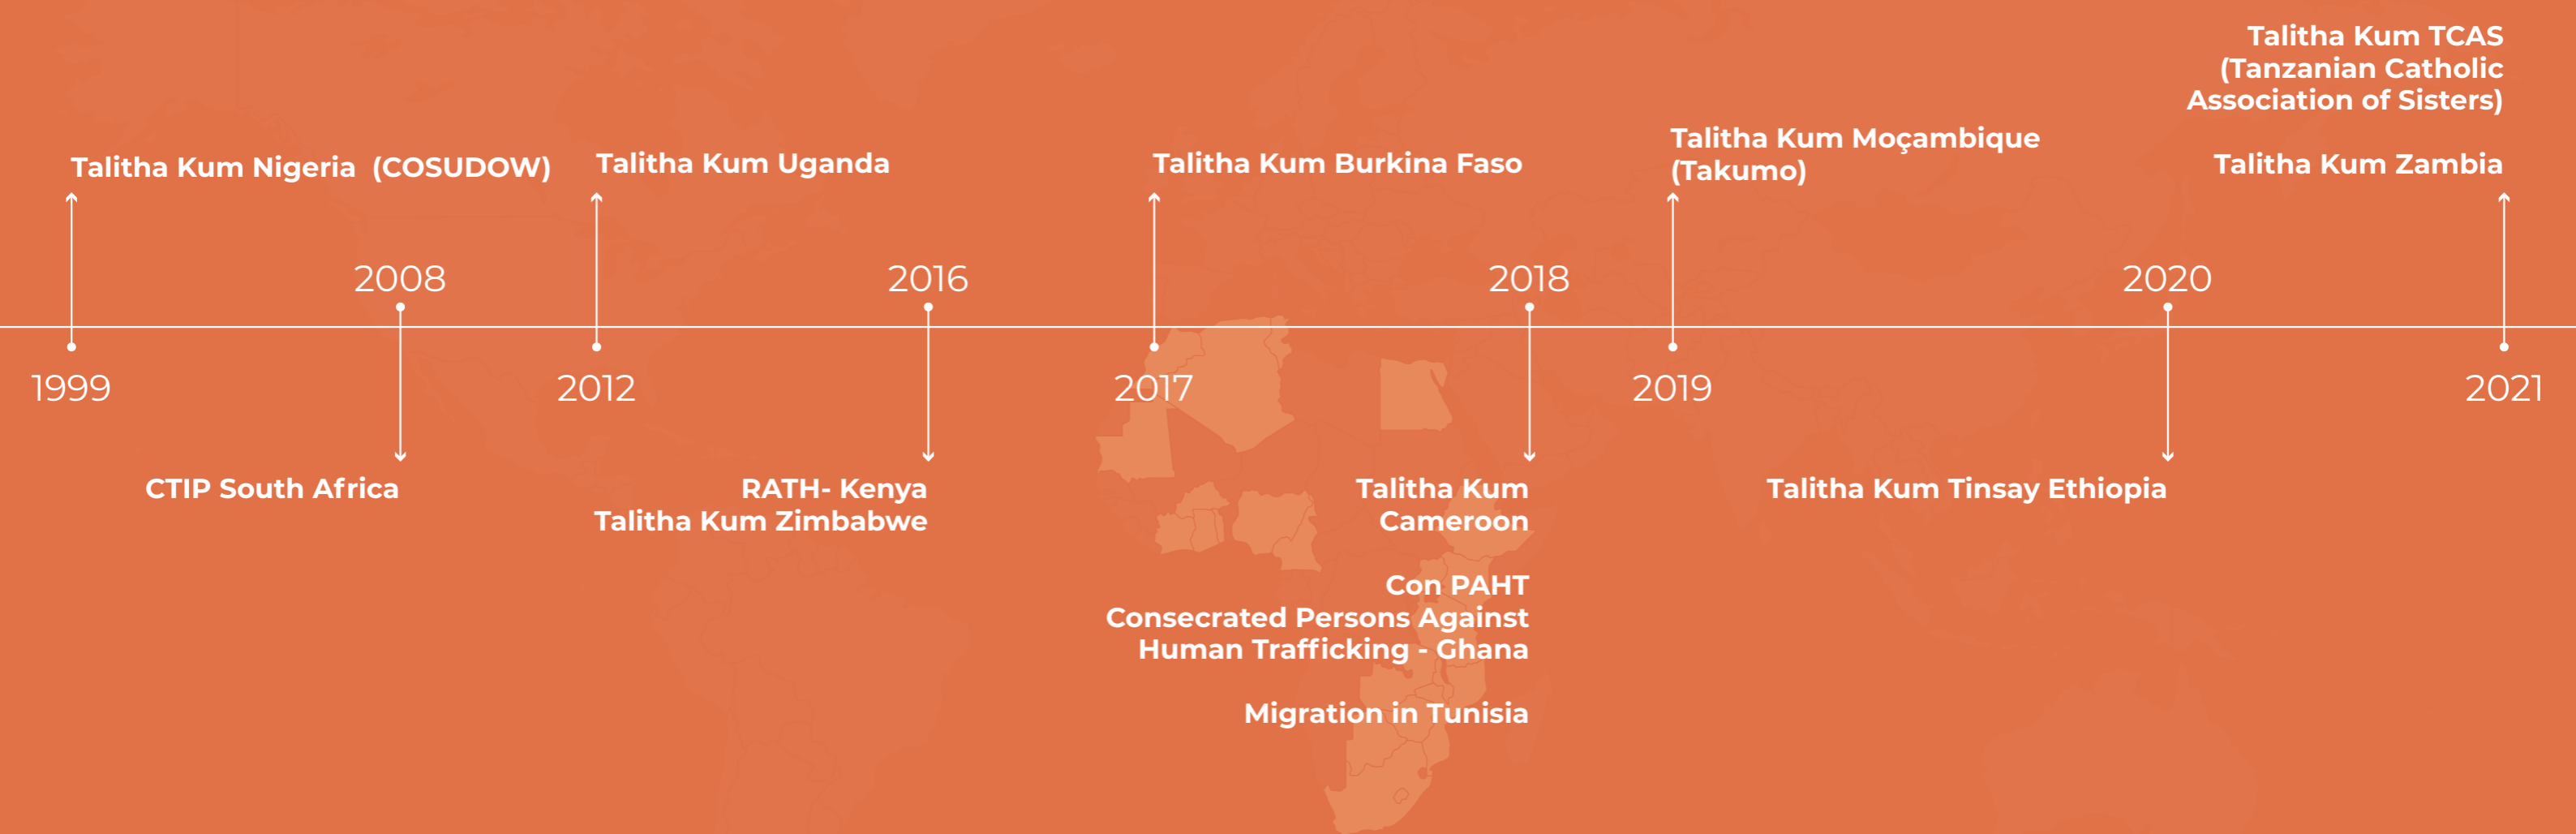 Talitha Kum Nigeria (COSUDOW)
1999
2008
CTIP South Africa
Talitha Kum Uganda
2012
2016
RATH- Kenya
Talitha Kum Zimbabwe
Talitha Kum Burkina Faso
2017
2018
Talitha Kum
Cameroon
Con PAHT
Consecrated Persons Against
Human Trafficking - Ghana
Migration in Tunisia
Talitha Kum Moçambique
(Takumo)
2019
2020
Talitha Kum Tinsay Ethiopia
Talitha Kum TCAS
(Tanzanian Catholic
Association of Sisters)
Talitha Kum Zambia
2021